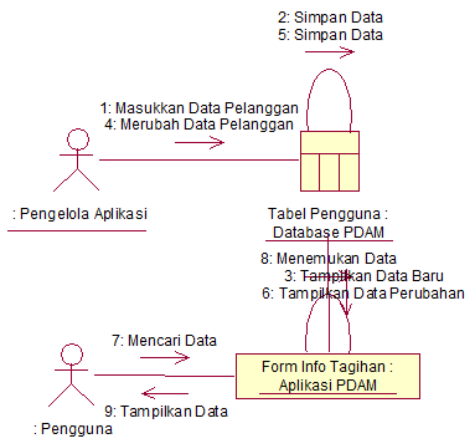 2: Simpan Data
5: Simpan Data
1: Masukkan Data Pelanggan
4: Merubah Data Pelanggan
: Pengelola Aplikasi
Tabel Pengguna :
Database PDAM
8: Menemukan Data
3: Tampilkan Data Baru
6: Tampilkan Data Perubahan
7: Mencari Data
Form Info Tagihan :
Aplikasi PDAM
9: Tampilkan Data
: Pengguna